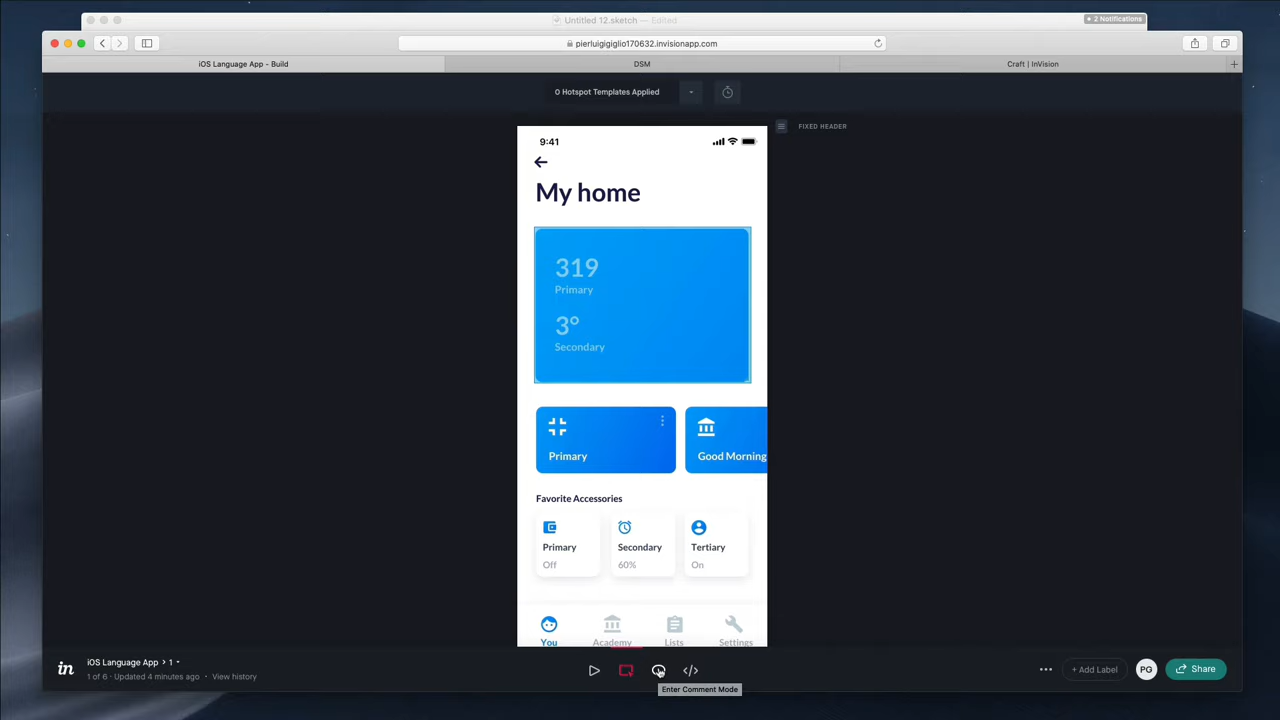 Untitled 12.sketch — Edited
2 Notifications
pierluigigiglio170632.invisionapp.com
iOS Language App - Build
DSM
Craft | InVision
0 Hotspot Templates Applied
FIXED HEADER
9:41
My home
319
Primary
3°
Secondary
Primary
Good Morning
Favorite Accessories
Primary
Secondary
Tertiary
Off
60%
On
You
Academy
Lists
Settings
in
iOS Language App > 1
1 of 6 • Updated 4 minutes ago • View history
+ Add Label
PG
Share
Enter Comment Mode